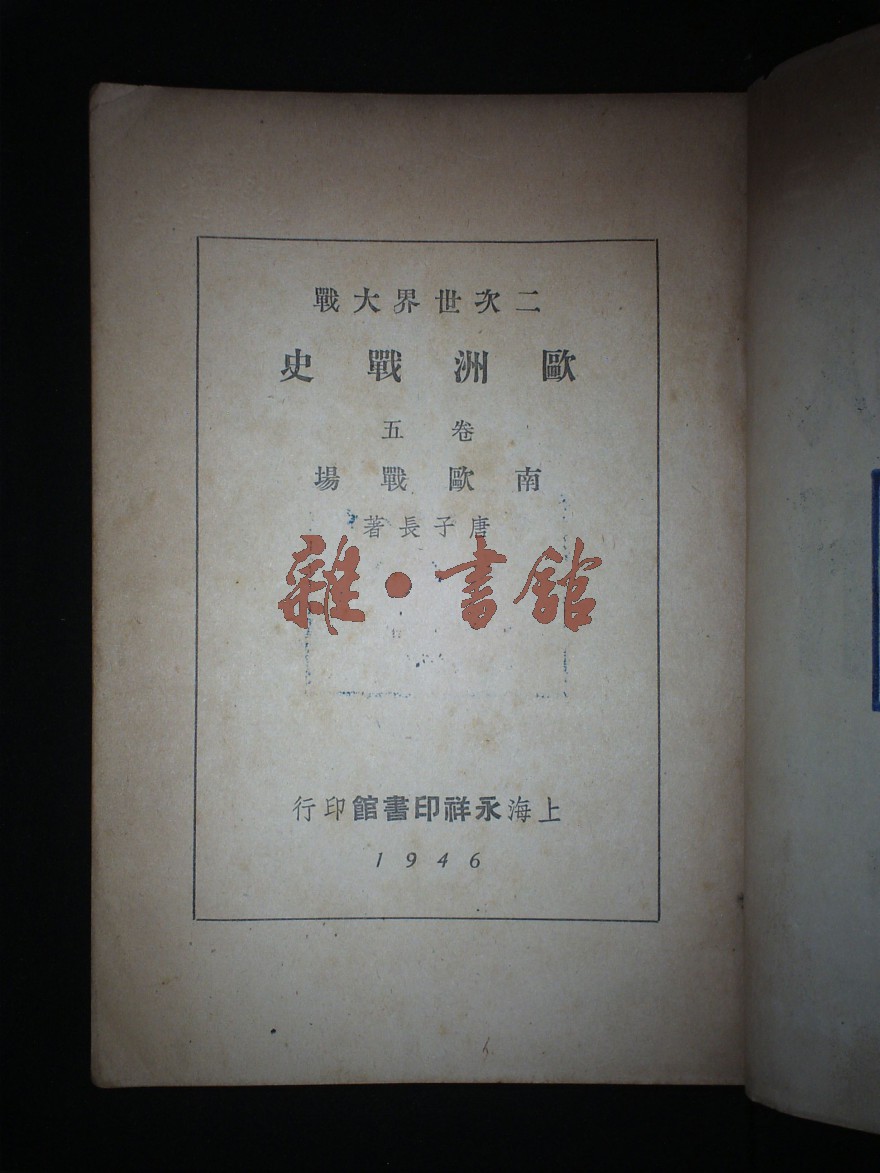 二次世界大戰
歐洲戰史
卷五
南歐戰場
唐子長著
雜·書館
上海永祥印書館印行
1946